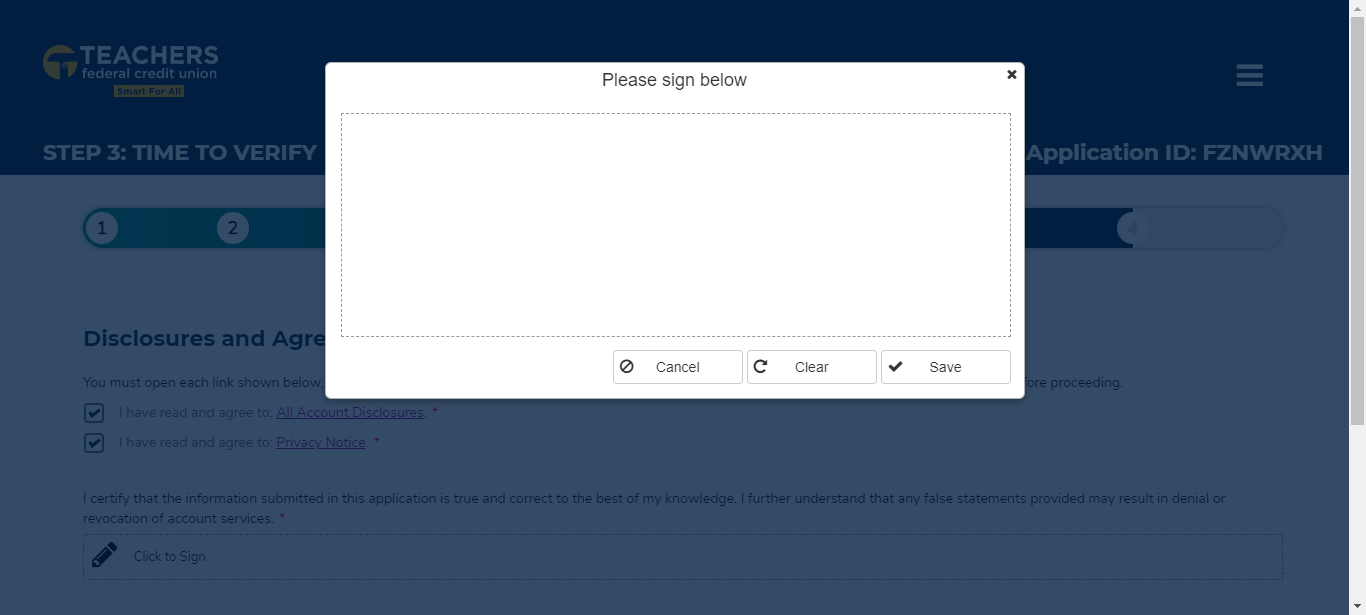 TEACHERS
federal credit union
Smart For All
Please sign below
STEP 3: TIME TO VERIFY
Application ID: FZNWRXH
1 2 4
Disclosures and Agre
You must open each link shown below, fore proceeding.
Cancel Clear Save
I have read and agree to: All Account Disclosures. *
I have read and agree to: Privacy Notice. *
I certify that the information submitted in this application is true and correct to the best of my knowledge. I further understand that any false statements provided may result in denial or
revocation of account services. *
Click to Sign